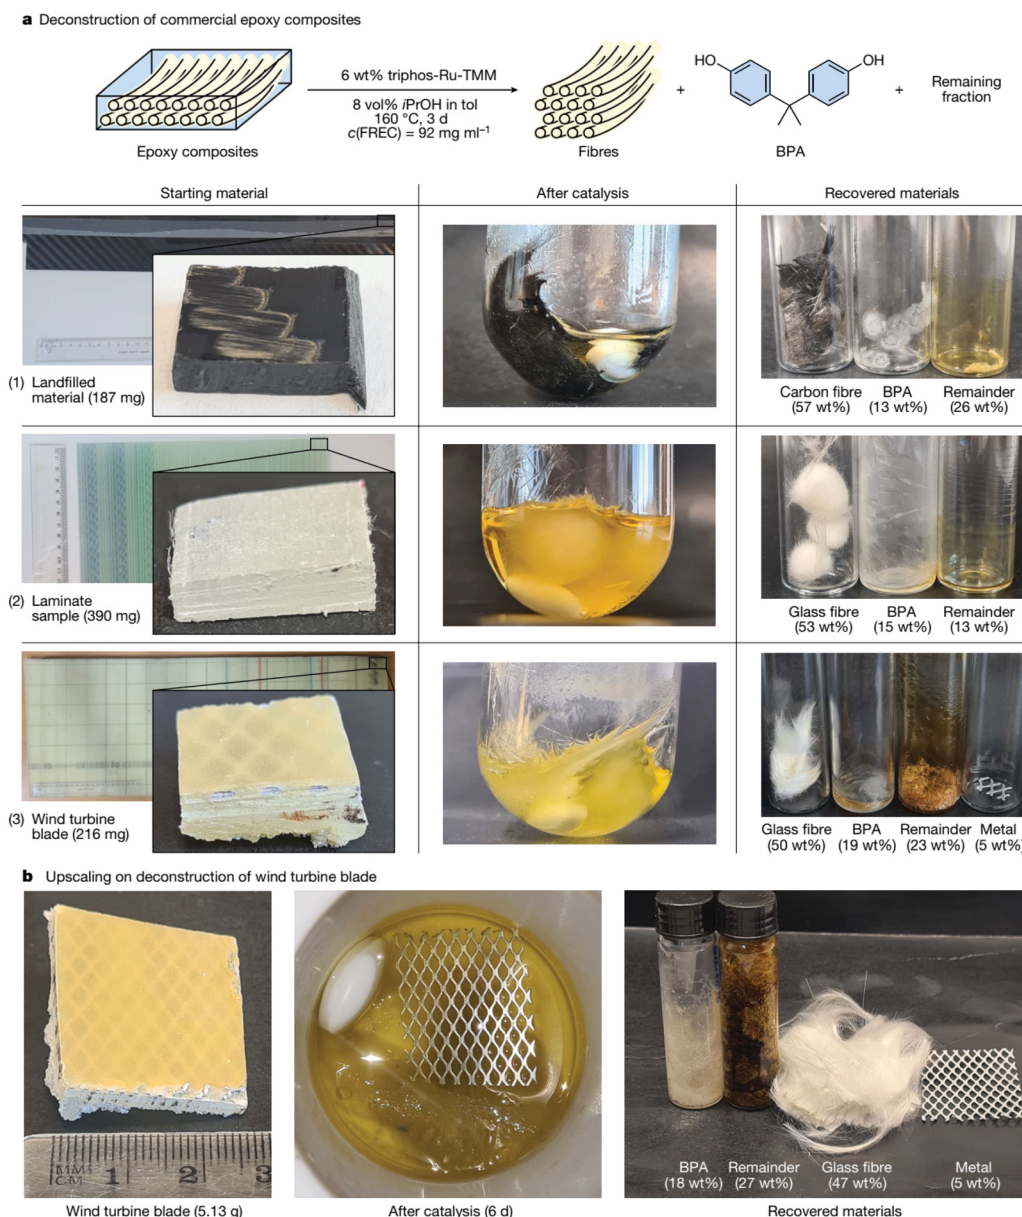 a Deconstruction of commercial epoxy composites
6 wt% triphos-Ru-TMM
8 vol% iPrOH in tol
160 °C, 3 d
c(FREC) = 92 mg ml⁻¹
Epoxy composites
+
Fibres
HO
OH
BPA
+
Remaining
fraction
Starting material
After catalysis
Recovered materials
(1) Landfilled
material (187 mg)
Carbon fibre
(57 wt%)
BPA
(13 wt%)
Remainder
(26 wt%)
(2) Laminate
sample (390 mg)
Glass fibre
(53 wt%)
BPA
(15 wt%)
Remainder
(13 wt%)
(3) Wind turbine
blade (216 mg)
Glass fibre
(50 wt%)
BPA
(19 wt%)
Remainder
(23 wt%)
Metal
(5 wt%)
b Upscaling on deconstruction of wind turbine blade
MM
CM
1
2
3
Wind turbine blade (5.13 g)
After catalysis (6 d)
BPA
(18 wt%)
Remainder
(27 wt%)
Glass fibre
(47 wt%)
Metal
(5 wt%)
Recovered materials